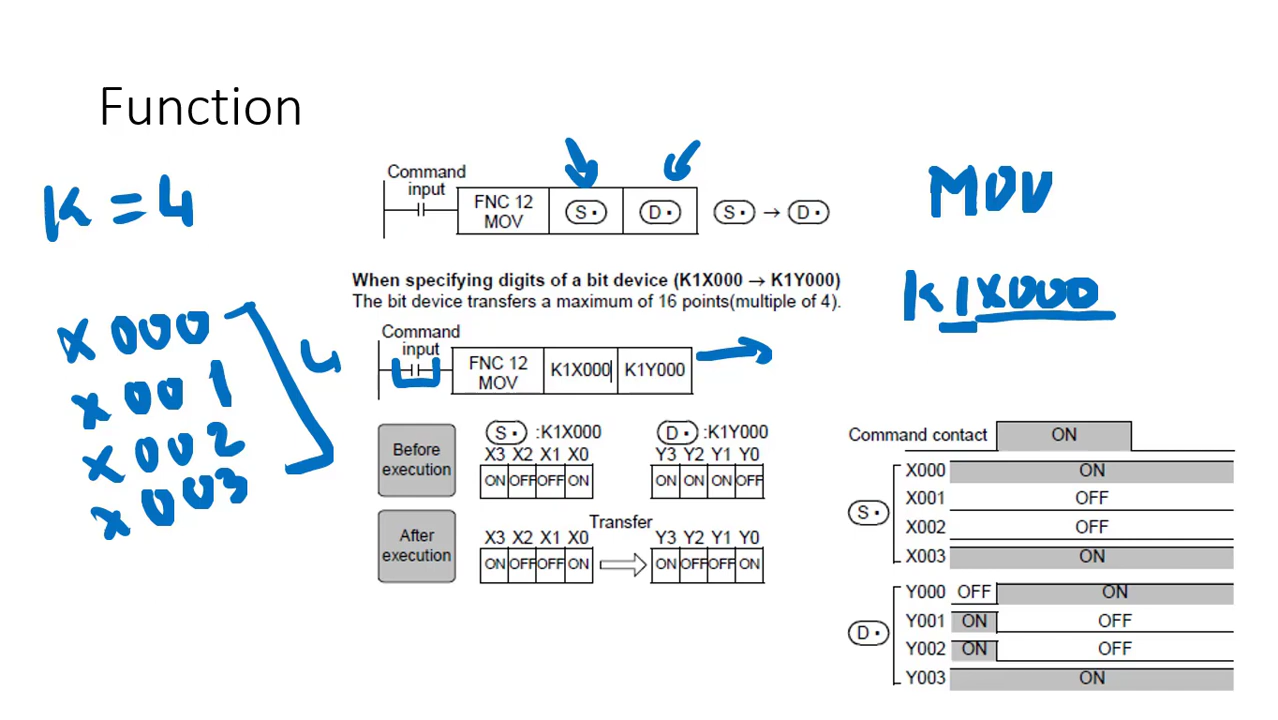 Function
K = 4
X000
X001
X002
X003
4
Command
input
FNC 12
MOV
S•
D•
S• → D•
MOV
K1X000
When specifying digits of a bit device (K1X000 → K1Y000)
The bit device transfers a maximum of 16 points(multiple of 4).
Command
input
FNC 12
MOV
K1X000
K1Y000
Before
execution
S• :K1X000
X3 X2 X1 X0
ON OFF OFF ON
D• :K1Y000
Y3 Y2 Y1 Y0
ON ON ON OFF
After
execution
Transfer
X3 X2 X1 X0
ON OFF OFF ON
Y3 Y2 Y1 Y0
ON OFF OFF ON
Command contact ON
S•
X000 ON
X001 OFF
X002 OFF
X003 ON
D•
Y000 OFF ON
Y001 ON OFF
Y002 ON OFF
Y003 ON